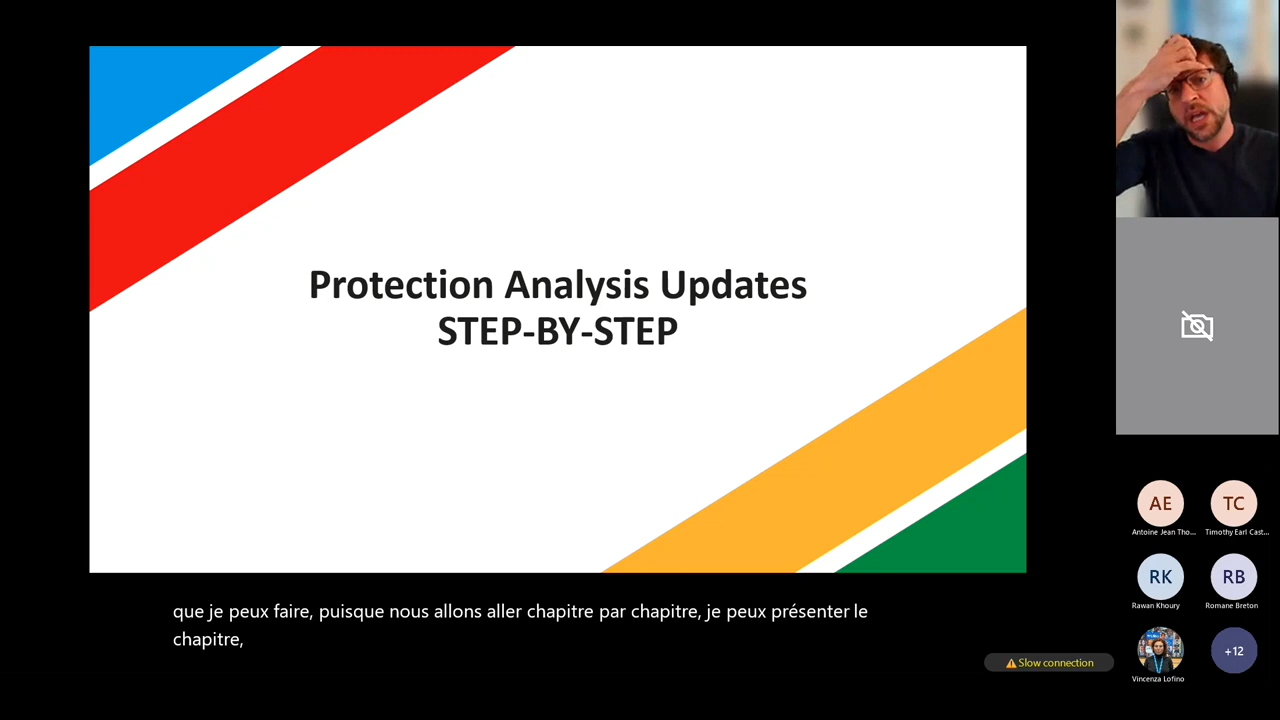 Protection Analysis Updates
STEP-BY-STEP
que je peux faire, puisque nous allons aller chapitre par chapitre, je peux présenter le
chapitre,
Slow connection
AE
TC
Antoine Jean Tho...
Timothy Earl Cast...
RK
RB
Rawan Khoury
Romane Breton
+12
Vincenza Lofino